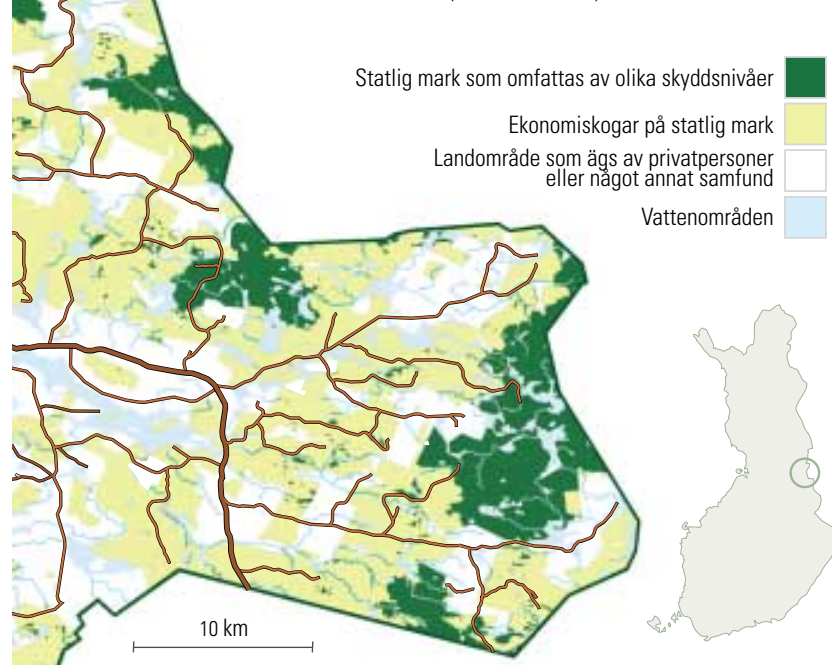 Statlig mark som omfattas av olika skyddsnivåer
Ekonomiskogar på statlig mark
Landområde som ägs av privatpersoner
eller något annat samfund
Vattenområden
10 km